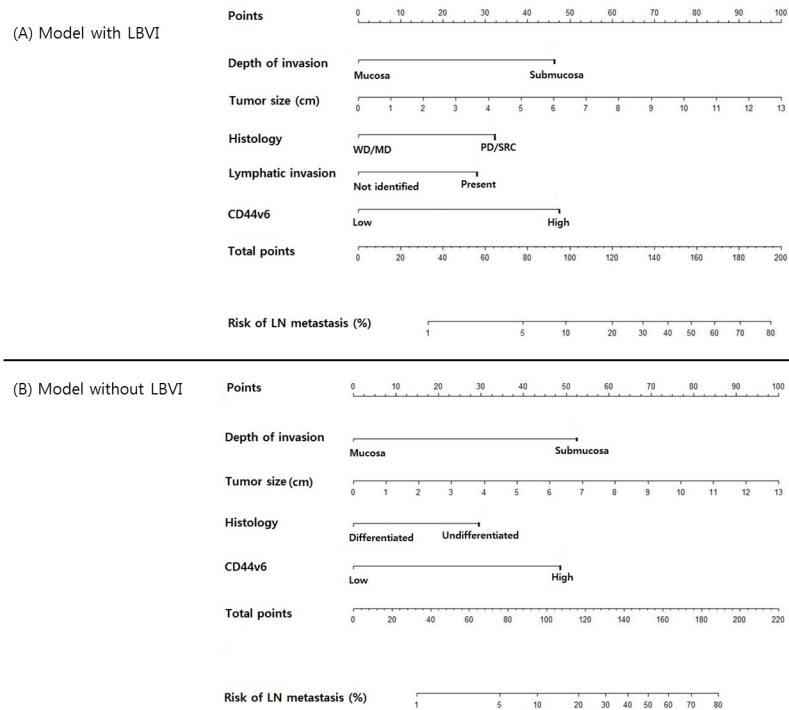 (A) Model with LBVI
Points
0 10 20 30 40 50 60 70 80 90 100
Depth of invasion
Mucosa Submucosa
Tumor size (cm)
0 1 2 3 4 5 6 7 8 9 10 11 12 13
Histology
WD/MD PD/SRC
Lymphatic invasion
Not identified Present
CD44v6
Low High
Total points
0 20 40 60 80 100 120 140 160 180 200
Risk of LN metastasis (%)
1 5 10 20 30 40 50 60 70 80
(B) Model without LBVI
Points
0 10 20 30 40 50 60 70 80 90 100
Depth of invasion
Mucosa Submucosa
Tumor size (cm)
0 1 2 3 4 5 6 7 8 9 10 11 12 13
Histology
Differentiated Undifferentiated
CD44v6
Low High
Total points
0 20 40 60 80 100 120 140 160 180 200 220
Risk of LN metastasis (%)
1 5 10 20 30 40 50 60 70 80